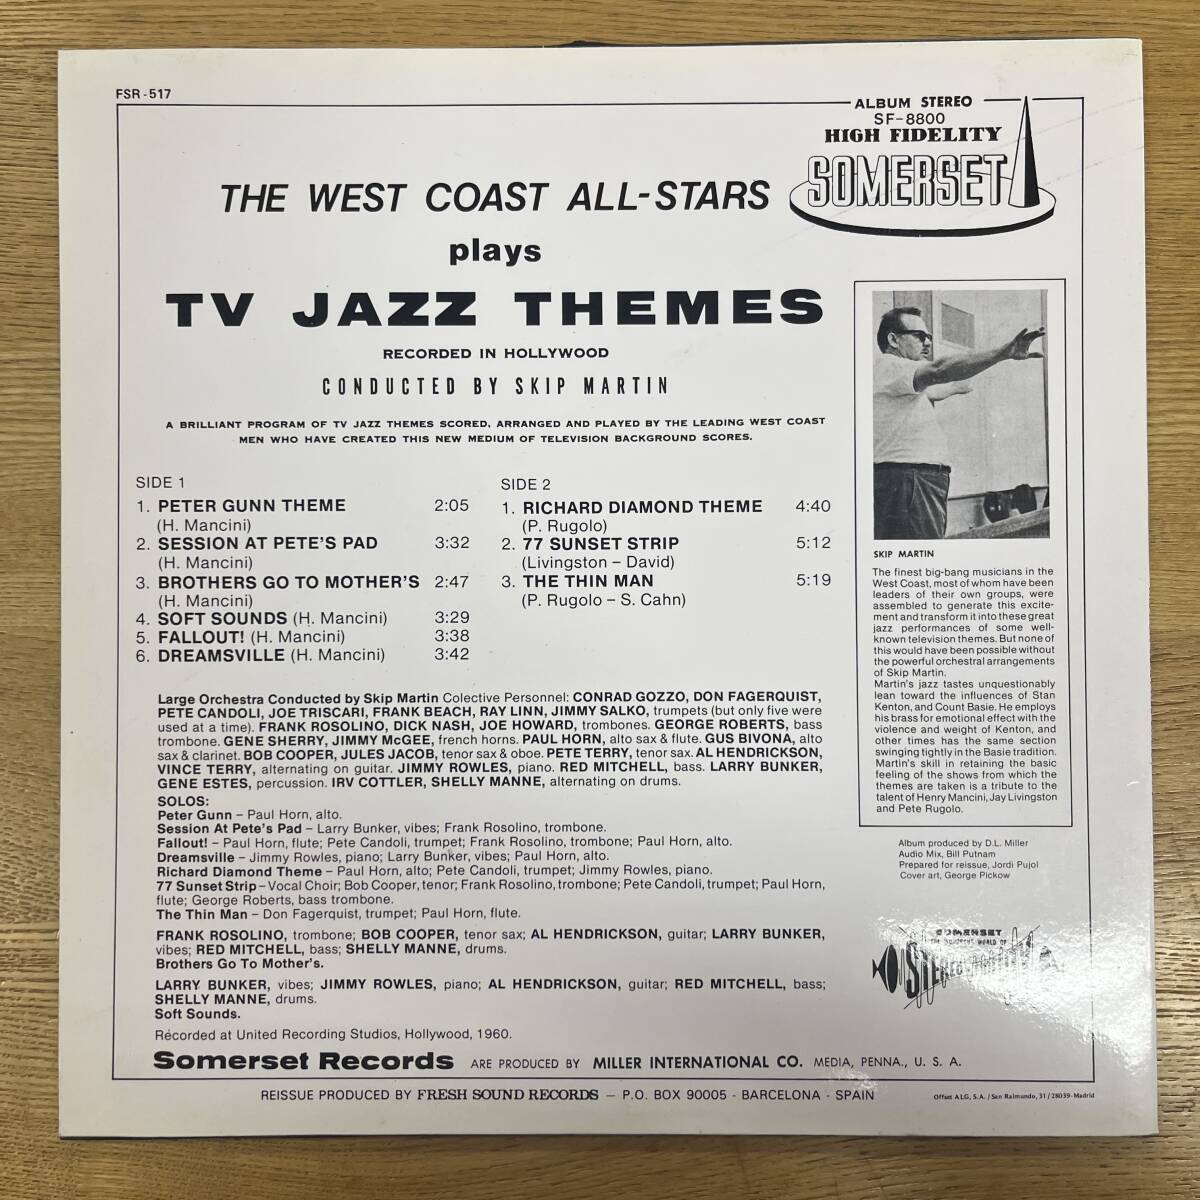 FSR-517
ALBUM STEREO
SF-8800
HIGH FIDELITY
SOMERSET
THE WEST COAST ALL-STARS
plays
TV JAZZ THEMES
RECORDED IN HOLLYWOOD
CONDUCTED BY SKIP MARTIN
A BRILLIANT PROGRAM OF TV JAZZ THEMES SCORED, ARRANGED AND PLAYED BY THE LEADING WEST COAST
MEN WHO HAVE CREATED THIS NEW MEDIUM OF TELEVISION BACKGROUND SCORES.
SIDE 1
1. PETER GUNN THEME 2:05
(H. Mancini)
2. SESSION AT PETE'S PAD 3:32
(H. Mancini)
3. BROTHERS GO TO MOTHER'S 2:47
(H. Mancini)
4. SOFT SOUNDS (H. Mancini) 3:29
5. FALLOUT! (H. Mancini) 3:38
6. DREAMSVILLE (H. Mancini) 3:42
SIDE 2
1. RICHARD DIAMOND THEME 4:40
(P. Rugolo)
2. 77 SUNSET STRIP 5:12
(Livingston – David)
3. THE THIN MAN 5:19
(P. Rugolo – S. Cahn)
Large Orchestra Conducted by Skip Martin Colective Personnel: CONRAD GOZZO, DON FAGERQUIST,
PETE CANDOLI, JOE TRISCARI, FRANK BEACH, RAY LINN, JIMMY SALKO, trumpets (but only five were
used at a time). FRANK ROSOLINO, DICK NASH, JOE HOWARD, trombones. GEORGE ROBERTS, bass
trombone. GENE SHERRY, JIMMY McGEE, french horns. PAUL HORN, alto sax & flute. GUS BIVONA, alto
sax & clarinet. BOB COOPER, JULES JACOB, tenor sax & oboe. PETE TERRY, tenor sax. AL HENDRICKSON,
VINCE TERRY, alternating on guitar. JIMMY ROWLES, piano. RED MITCHELL, bass. LARRY BUNKER,
GENE ESTES, percussion. IRV COTTLER, SHELLY MANNE, alternating on drums.
SOLOS:
Peter Gunn – Paul Horn, alto.
Session At Pete's Pad – Larry Bunker, vibes; Frank Rosolino, trombone.
Fallout! – Paul Horn, flute; Pete Candoli, trumpet; Frank Rosolino, trombone; Paul Horn, alto.
Dreamsville – Jimmy Rowles, piano; Larry Bunker, vibes; Paul Horn, alto.
Richard Diamond Theme – Paul Horn, alto; Pete Candoli, trumpet; Jimmy Rowles, piano.
77 Sunset Strip – Vocal Choir; Bob Cooper, tenor; Frank Rosolino, trombone; Pete Candoli, trumpet; Paul Horn,
flute; George Roberts, bass trombone.
The Thin Man – Don Fagerquist, trumpet; Paul Horn, flute.
FRANK ROSOLINO, trombone; BOB COOPER, tenor sax; AL HENDRICKSON, guitar; LARRY BUNKER,
vibes; RED MITCHELL, bass; SHELLY MANNE, drums.
Brothers Go To Mother's.
LARRY BUNKER, vibes; JIMMY ROWLES, piano; AL HENDRICKSON, guitar; RED MITCHELL, bass;
SHELLY MANNE, drums.
Soft Sounds.
Récorded at United Recording Studios, Hollywood, 1960.
SKIP MARTIN
The finest big-bang musicians in the
West Coast, most of whom have been
leaders of their own groups, were
assembled to generate this excite-
ment and transform it into these great
jazz performances of some well-
known television themes. But none of
this would have been possible without
the powerful orchestral arrangements
of Skip Martin.
Martin's jazz tastes unquestionably
lean toward the influences of Stan
Kenton, and Count Basie. He employs
his brass for emotional effect with the
violence and weight of Kenton, and
other times has the same section
swinging tightly in the Basie tradition.
Martin's skill in retaining the basic
feeling of the shows from which the
themes are taken is a tribute to the
talent of Henry Mancini, Jay Livingston
and Pete Rugolo.
Album produced by D.L. Miller
Audio Mix, Bill Putnam
Prepared for reissue, Jordi Pujol
Cover art, George Pickow
SOMERSET
WORLD OF
Somerset Records ARE PRODUCED BY MILLER INTERNATIONAL CO. MEDIA, PENNA., U. S. A.
REISSUE PRODUCED BY FRESH SOUND RECORDS – P.O. BOX 90005 - BARCELONA - SPAIN
Offset ALG, S.A. / San Raimundo, 31 / 28039-Madrid